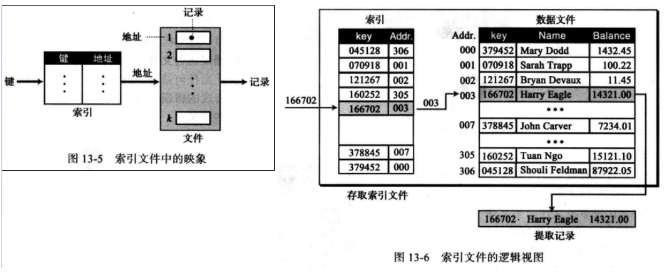 记录
地址 1
2
键 地址
键
地址
记录
索引
k
文件
图 13-5 索引文件中的映象
索引 数据文件
key Addr. Addr. key Name Balance
045128 306 000 379452 Mary Dodd 1432.45
070918 001 001 070918 Sarah Trapp 100.22
121267 002 002 121267 Bryan Devaux 11.45
160252 305 003 166702 Harry Eagle 14321.00
166702 166702 003 003
007 378845 John Carver 7234.01
378845 007 305 160252 Tuan Ngo 15121.10
379452 000 306 045128 Shouli Feldman 87922.05
存取索引文件
166702 Harry Eagle 14321.00
提取记录
图 13-6 索引文件的逻辑视图